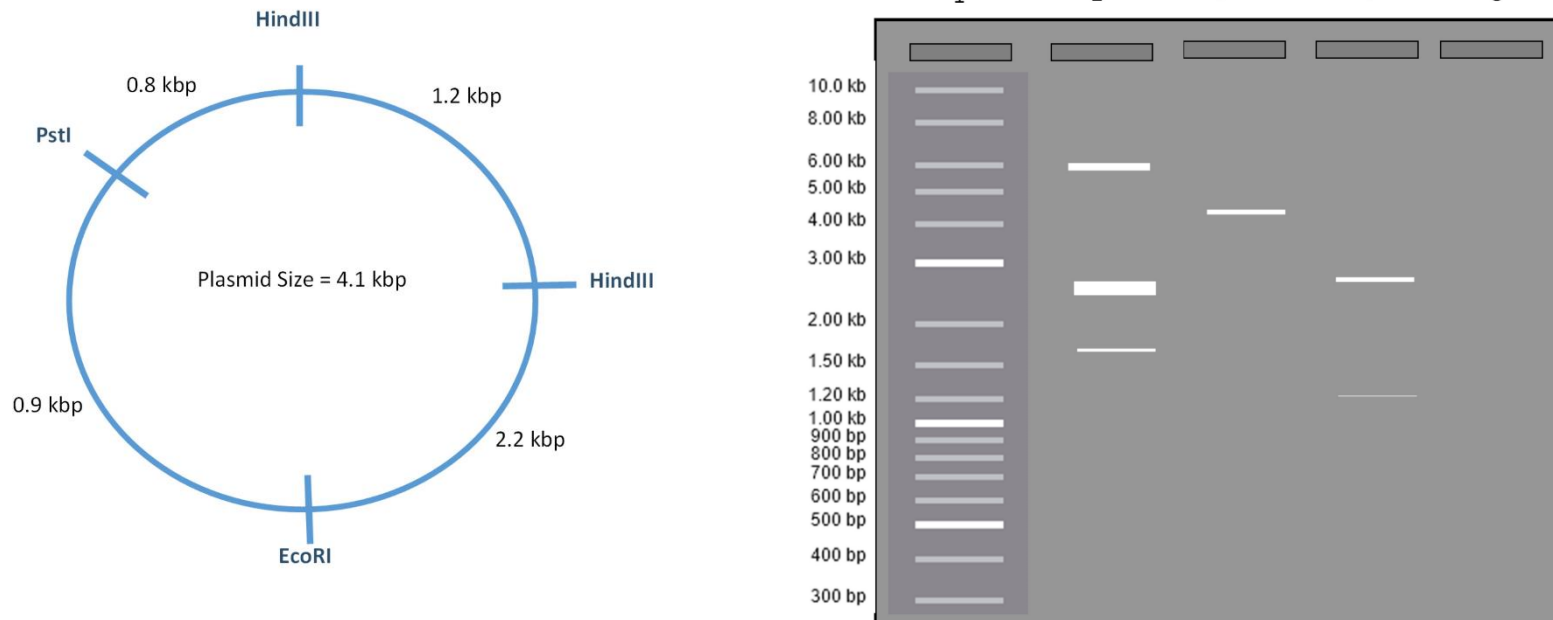 HindIII
0.8 kbp
1.2 kbp
PstI
Plasmid Size = 4.1 kbp
HindIII
0.9 kbp
2.2 kbp
EcoRI
10.0 kb
8.00 kb
6.00 kb
5.00 kb
4.00 kb
3.00 kb
2.00 kb
1.50 kb
1.20 kb
1.00 kb
900 bp
800 bp
700 bp
600 bp
500 bp
400 bp
300 bp